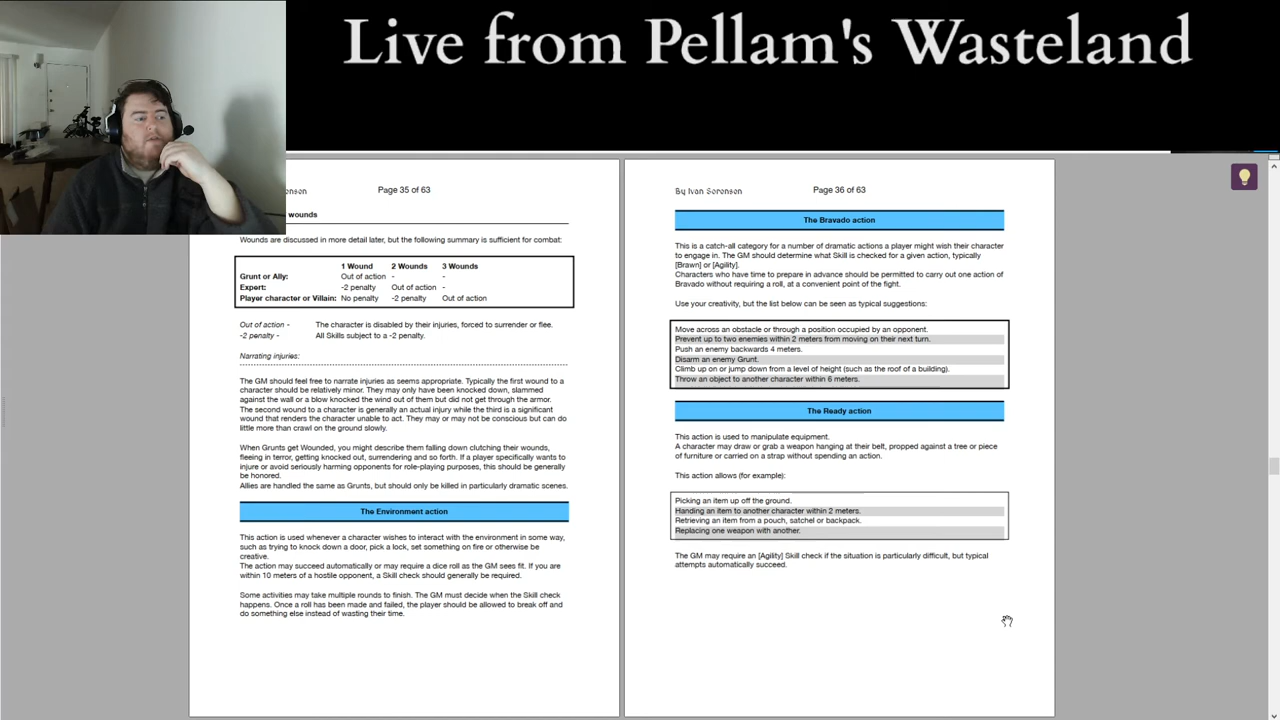 Live from Pellam's Wasteland
Page 35 of 63
wounds
Wounds are discussed in more detail later, but the following summary is sufficient for combat:
1 Wound 2 Wounds 3 Wounds
Grunt or Ally: Out of action -
Expert: -2 penalty Out of action -
Player character or Villain: No penalty -2 penalty Out of action
Out of action - The character is disabled by their injuries, forced to surrender or flee.
-2 penalty - All Skills subject to a -2 penalty.
Narrating injuries:
The GM should feel free to narrate injuries as seems appropriate. Typically the first wound to a
character should be relatively minor. They may only have been knocked down, slammed
against the wall or a blow knocked the wind out of them but did not get through the armor.
The second wound to a character is generally an actual injury while the third is a significant
wound that renders the character unable to act. They may or may not be conscious but can do
little more than crawl on the ground slowly.
When Grunts get Wounded, you might describe them falling down clutching their wounds,
fleeing in terror, getting knocked out, surrendering and so forth. If a player specifically wants to
injure or avoid seriously harming opponents for role-playing purposes, this should be generally
be honored.
Allies are handled the same as Grunts, but should only be killed in particularly dramatic scenes.
The Environment action
This action is used whenever a character wishes to interact with the environment in some way,
such as trying to knock down a door, pick a lock, set something on fire or otherwise be
creative.
The action may succeed automatically or may require a dice roll as the GM sees fit. If you are
within 10 meters of a hostile opponent, a Skill check should generally be required.
Some activities may take multiple rounds to finish. The GM must decide when the Skill check
happens. Once a roll has been made and failed, the player should be allowed to break off and
do something else instead of wasting their time.
By Ivan Sorensen
Page 36 of 63
The Bravado action
This is a catch-all category for a number of dramatic actions a player might wish their character
to engage in. The GM should determine what Skill is checked for a given action, typically
[Brawn] or [Agility].
Characters who have time to prepare in advance should be permitted to carry out one action of
Bravado without requiring a roll, at a convenient point of the fight.
Use your creativity, but the list below can be seen as typical suggestions:
Move across an obstacle or through a position occupied by an opponent.
Prevent up to two enemies within 2 meters from moving on their next turn.
Push an enemy backwards 4 meters.
Disarm an enemy Grunt.
Climb up on or jump down from a level of height (such as the roof of a building).
Throw an object to another character within 6 meters.
The Ready action
This action is used to manipulate equipment.
A character may draw or grab a weapon hanging at their belt, propped against a tree or piece
of furniture or carried on a strap without spending an action.
This action allows (for example):
Picking an item up off the ground.
Handing an item to another character within 2 meters.
Retrieving an item from a pouch, satchel or backpack.
Replacing one weapon with another.
The GM may require an [Agility] Skill check if the situation is particularly difficult, but typical
attempts automatically succeed.